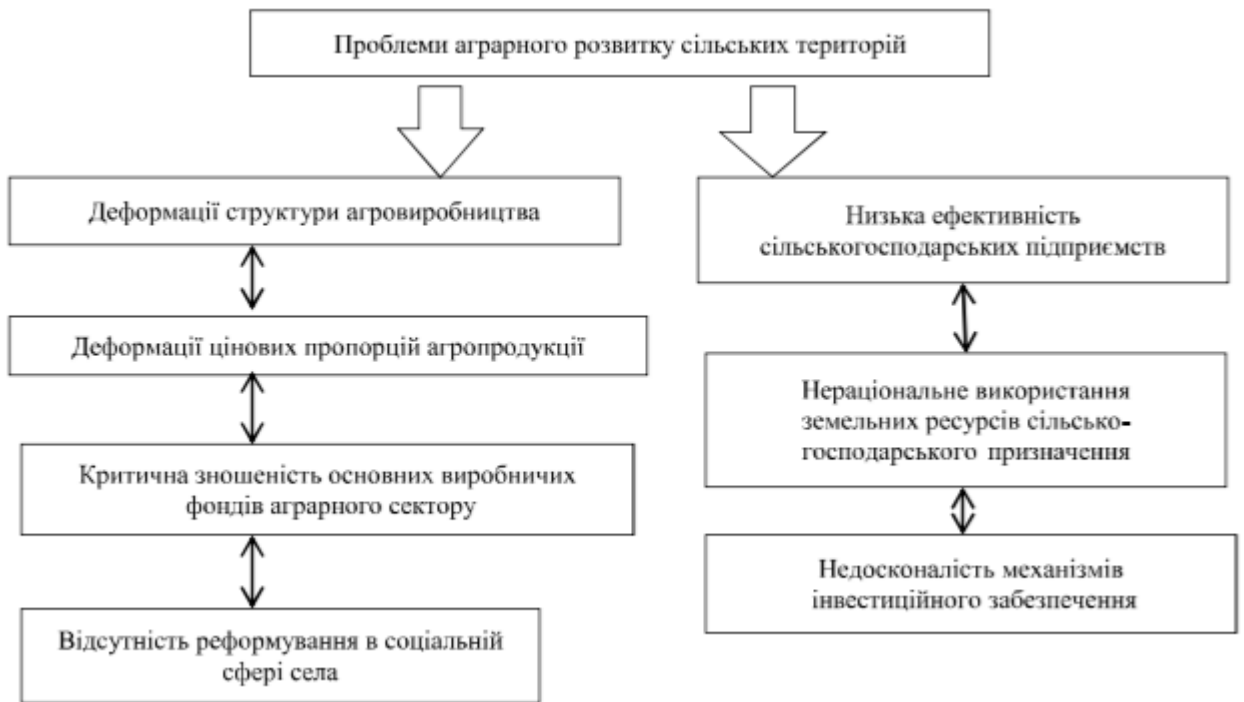 Проблеми аграрного розвитку сільських територій
Деформації структури агровиробництва
Деформації цінових пропорцій агропродукції
Критична зношеність основних виробничих
фондів аграрного сектору
Відсутність реформування в соціальній
сфері села
Низька ефективність
сільськогосподарських підприємств
Нераціональне використання
земельних ресурсів сільсько-
господарського призначення
Недосконалість механізмів
інвестиційного забезпечення